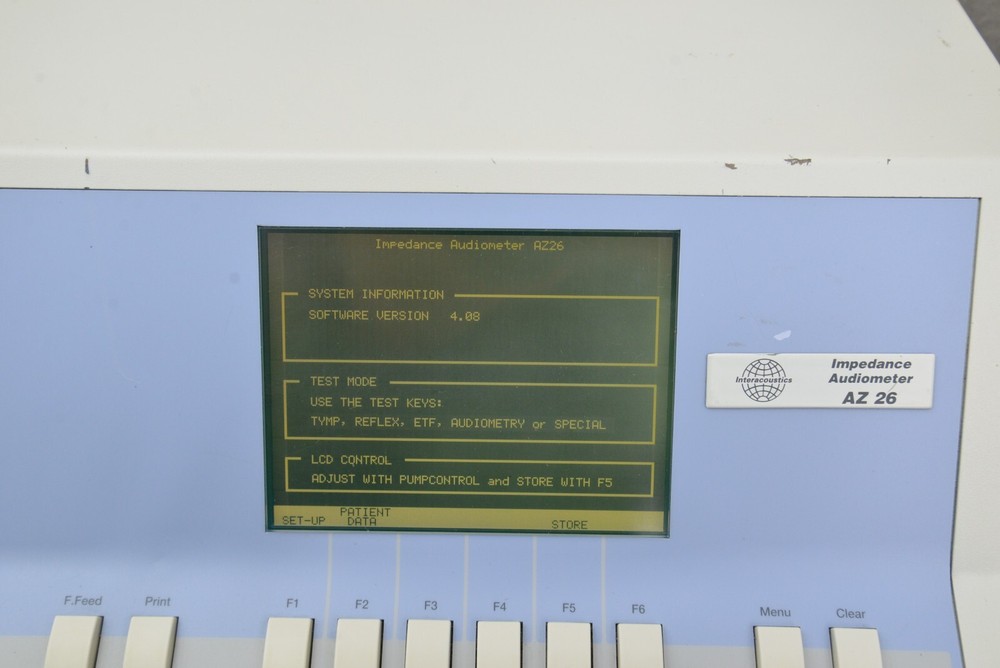 Impedance Audiometer AZ26
SYSTEM INFORMATION
SOFTWARE VERSION 4.08
TEST MODE
USE THE TEST KEYS:
TYMP, REFLEX, ETF, AUDIOMETRY or SPECIAL
LCD CONTROL
ADJUST WITH PUMPCONTROL and STORE WITH F5
SET-UP
PATIENT
DATA
STORE
Interacoustics
Impedance
Audiometer
AZ 26
F.Feed
Print
F1
F2
F3
F4
F5
F6
Menu
Clear